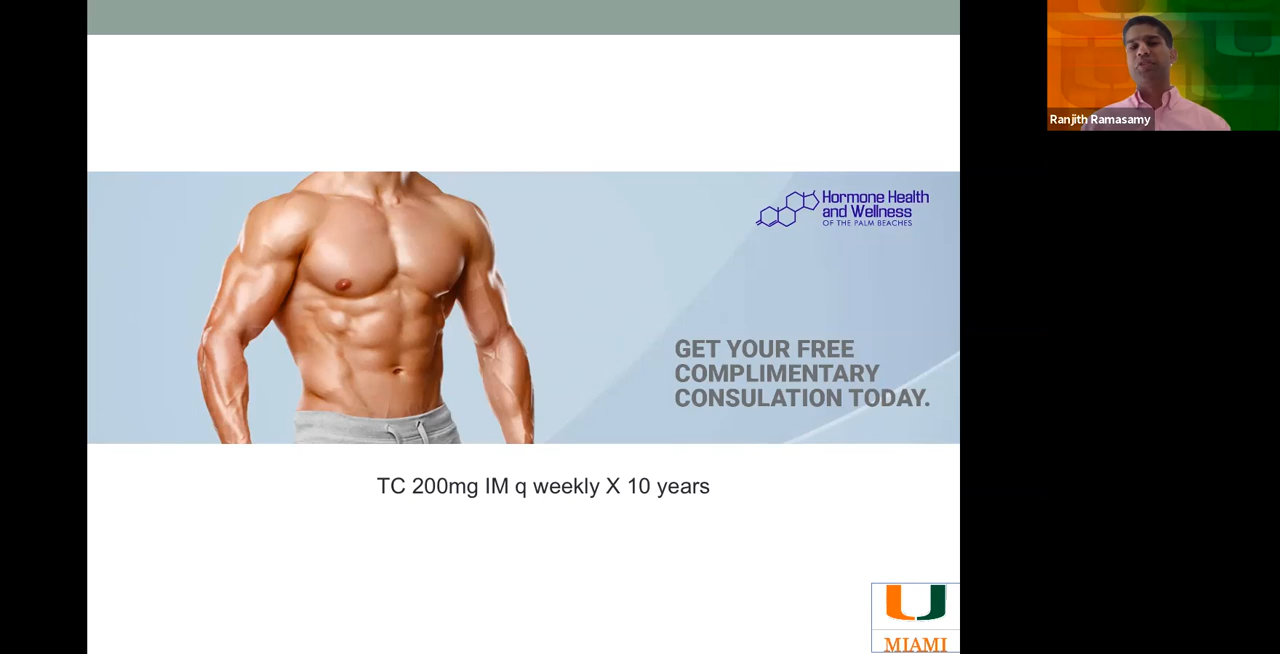 Ranjith Ramasamy
Hormone Health
and Wellness
OF THE PALM BEACHES
GET YOUR FREE
COMPLIMENTARY
CONSULATION TODAY.
TC 200mg IM q weekly X 10 years
U
MIAMI